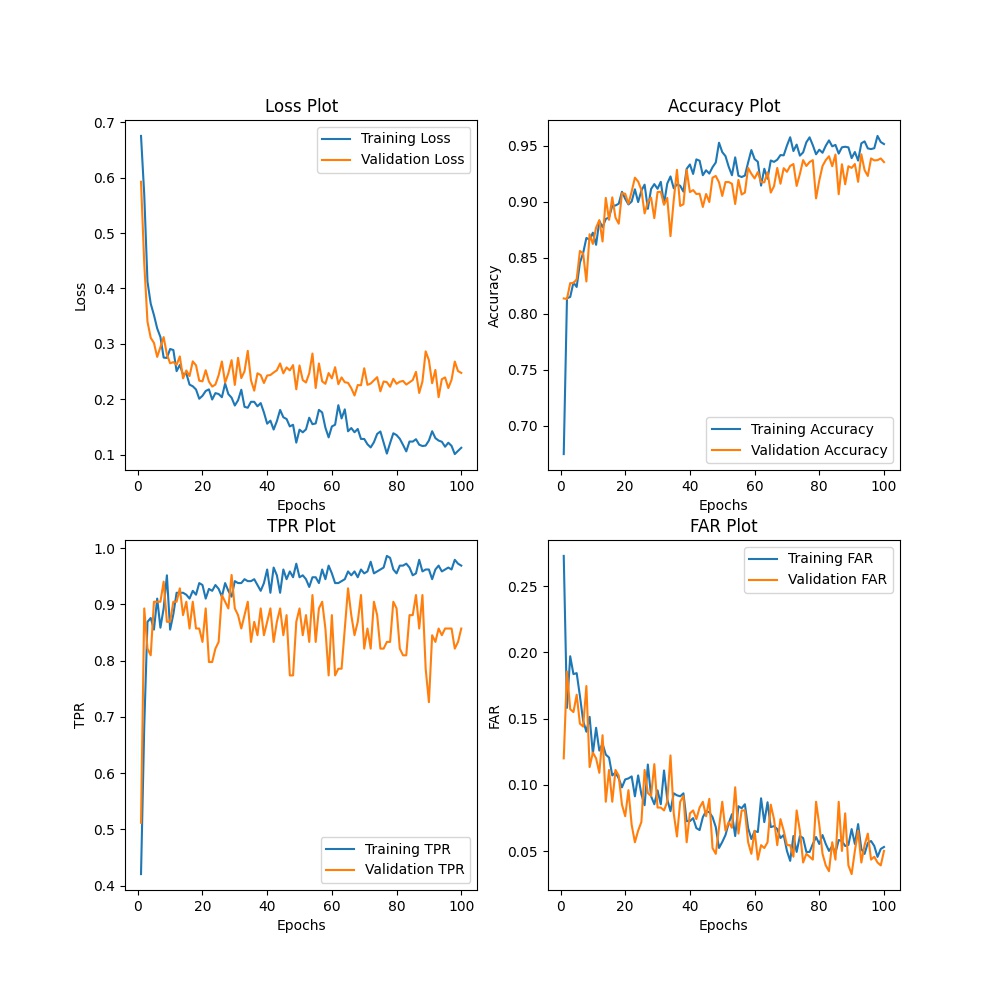 Loss Plot
0.7
0.6
0.5
0.4
0.3
0.2
0.1
Loss
Training Loss
Validation Loss
0 20 40 60 80 100
Epochs
Accuracy Plot
0.95
0.90
0.85
0.80
0.75
0.70
Accuracy
Training Accuracy
Validation Accuracy
0 20 40 60 80 100
Epochs
TPR Plot
1.0
0.9
0.8
0.7
0.6
0.5
0.4
TPR
Training TPR
Validation TPR
0 20 40 60 80 100
Epochs
FAR Plot
0.25
0.20
0.15
0.10
0.05
FAR
Training FAR
Validation FAR
0 20 40 60 80 100
Epochs